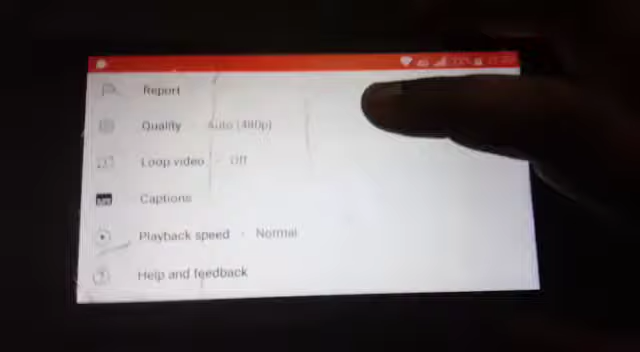 Report
Quality · Auto (480p)
Loop video · Off
Captions
Playback speed · Normal
Help and feedback